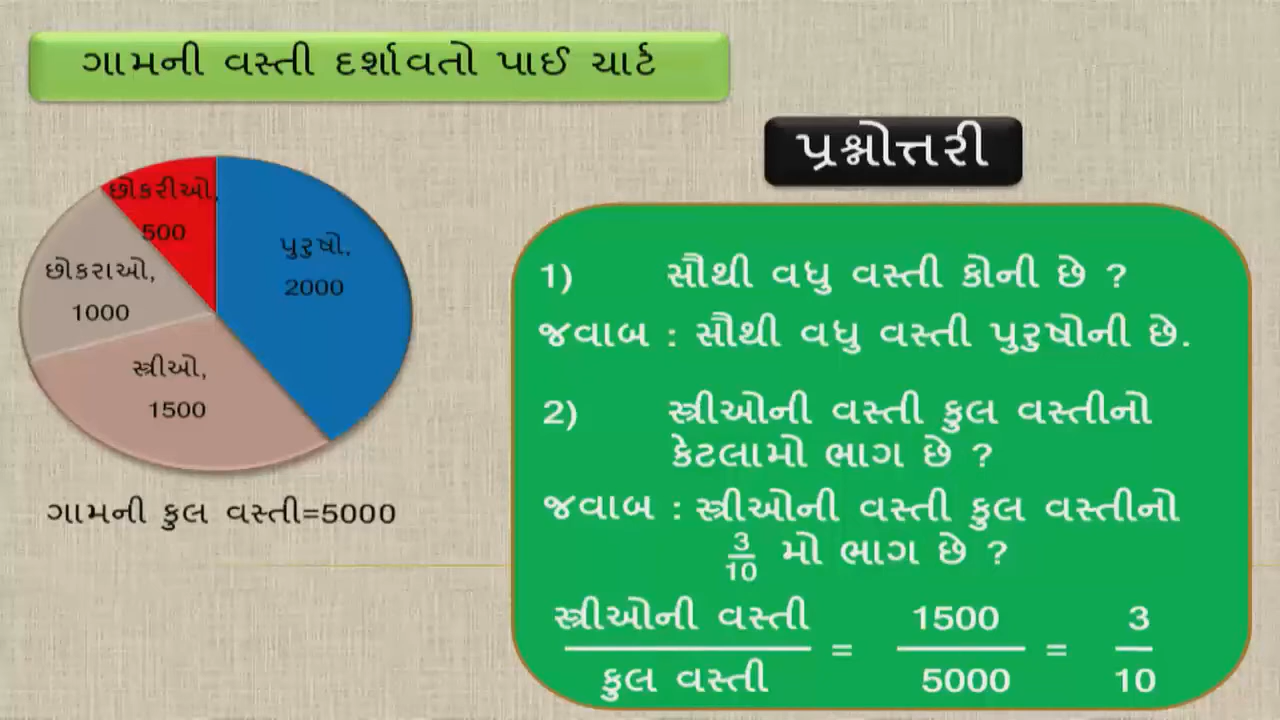 ગામની વસ્તી દર્શાવતો પાઈ ચાર્ટ
પ્રશ્નોત્તરી
છોકરીઓ,
500
પુરુષો,
2000
છોકરાઓ,
1000
સ્ત્રીઓ,
1500
ગામની કુલ વસ્તી=5000
1) સૌથી વધુ વસ્તી કોની છે ?
જવાબ : સૌથી વધુ વસ્તી પુરુષોની છે.
2) સ્ત્રીઓની વસ્તી કુલ વસ્તીનો
કેટલામો ભાગ છે ?
જવાબ : સ્ત્રીઓની વસ્તી કુલ વસ્તીનો
3/10 મો ભાગ છે ?
સ્ત્રીઓની વસ્તી/કુલ વસ્તી = 1500/5000 = 3/10